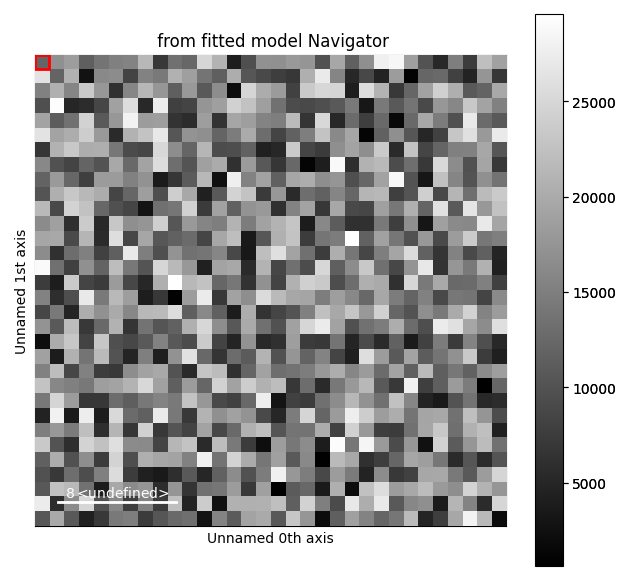 from fitted model Navigator
Unnamed 1st axis
8 <undefined>
Unnamed 0th axis
25000
20000
15000
10000
5000